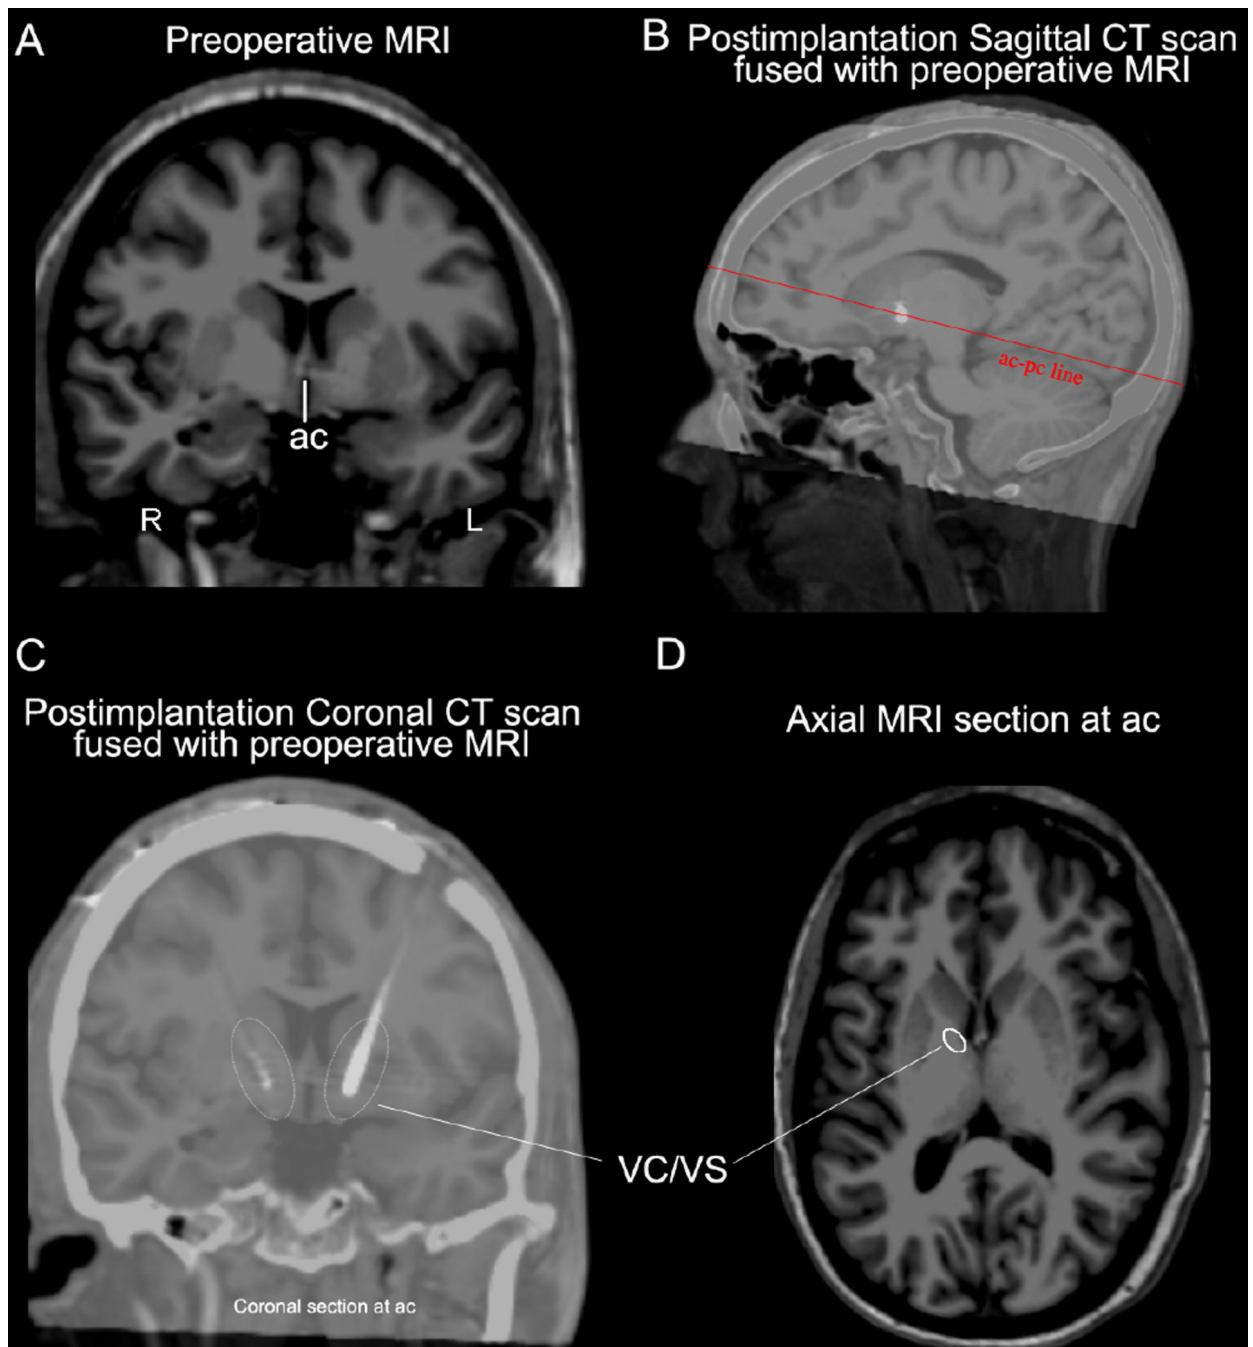 A
Preoperative MRI
B
Postimplantation Sagittal CT scan
fused with preoperative MRI
ac-pc line
ac
R
L
C
Postimplantation Coronal CT scan
fused with preoperative MRI
D
Axial MRI section at ac
VC/VS
Coronal section at ac